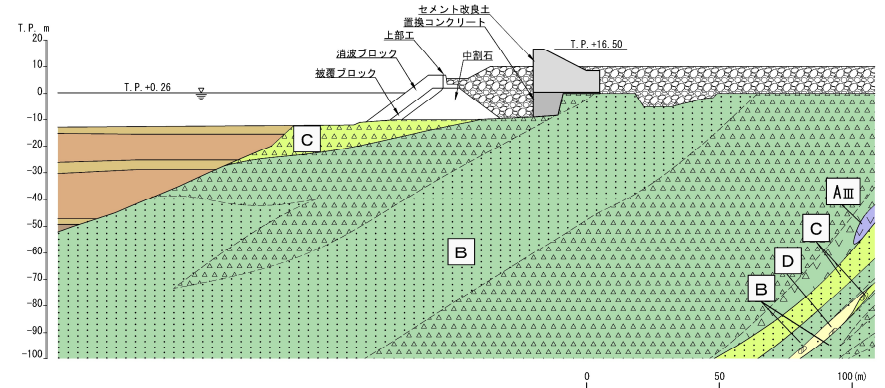 セメント改良土
置換コンクリート
T.P. m
上部工
T.P.+16.50
消波ブロック
中割石
被覆ブロック
T.P.+0.26
20
10
0
-10
-20
-30
-40
-50
-60
-70
-80
-90
-100
C
B
AⅢ
C
D
B
0
50
100(m)